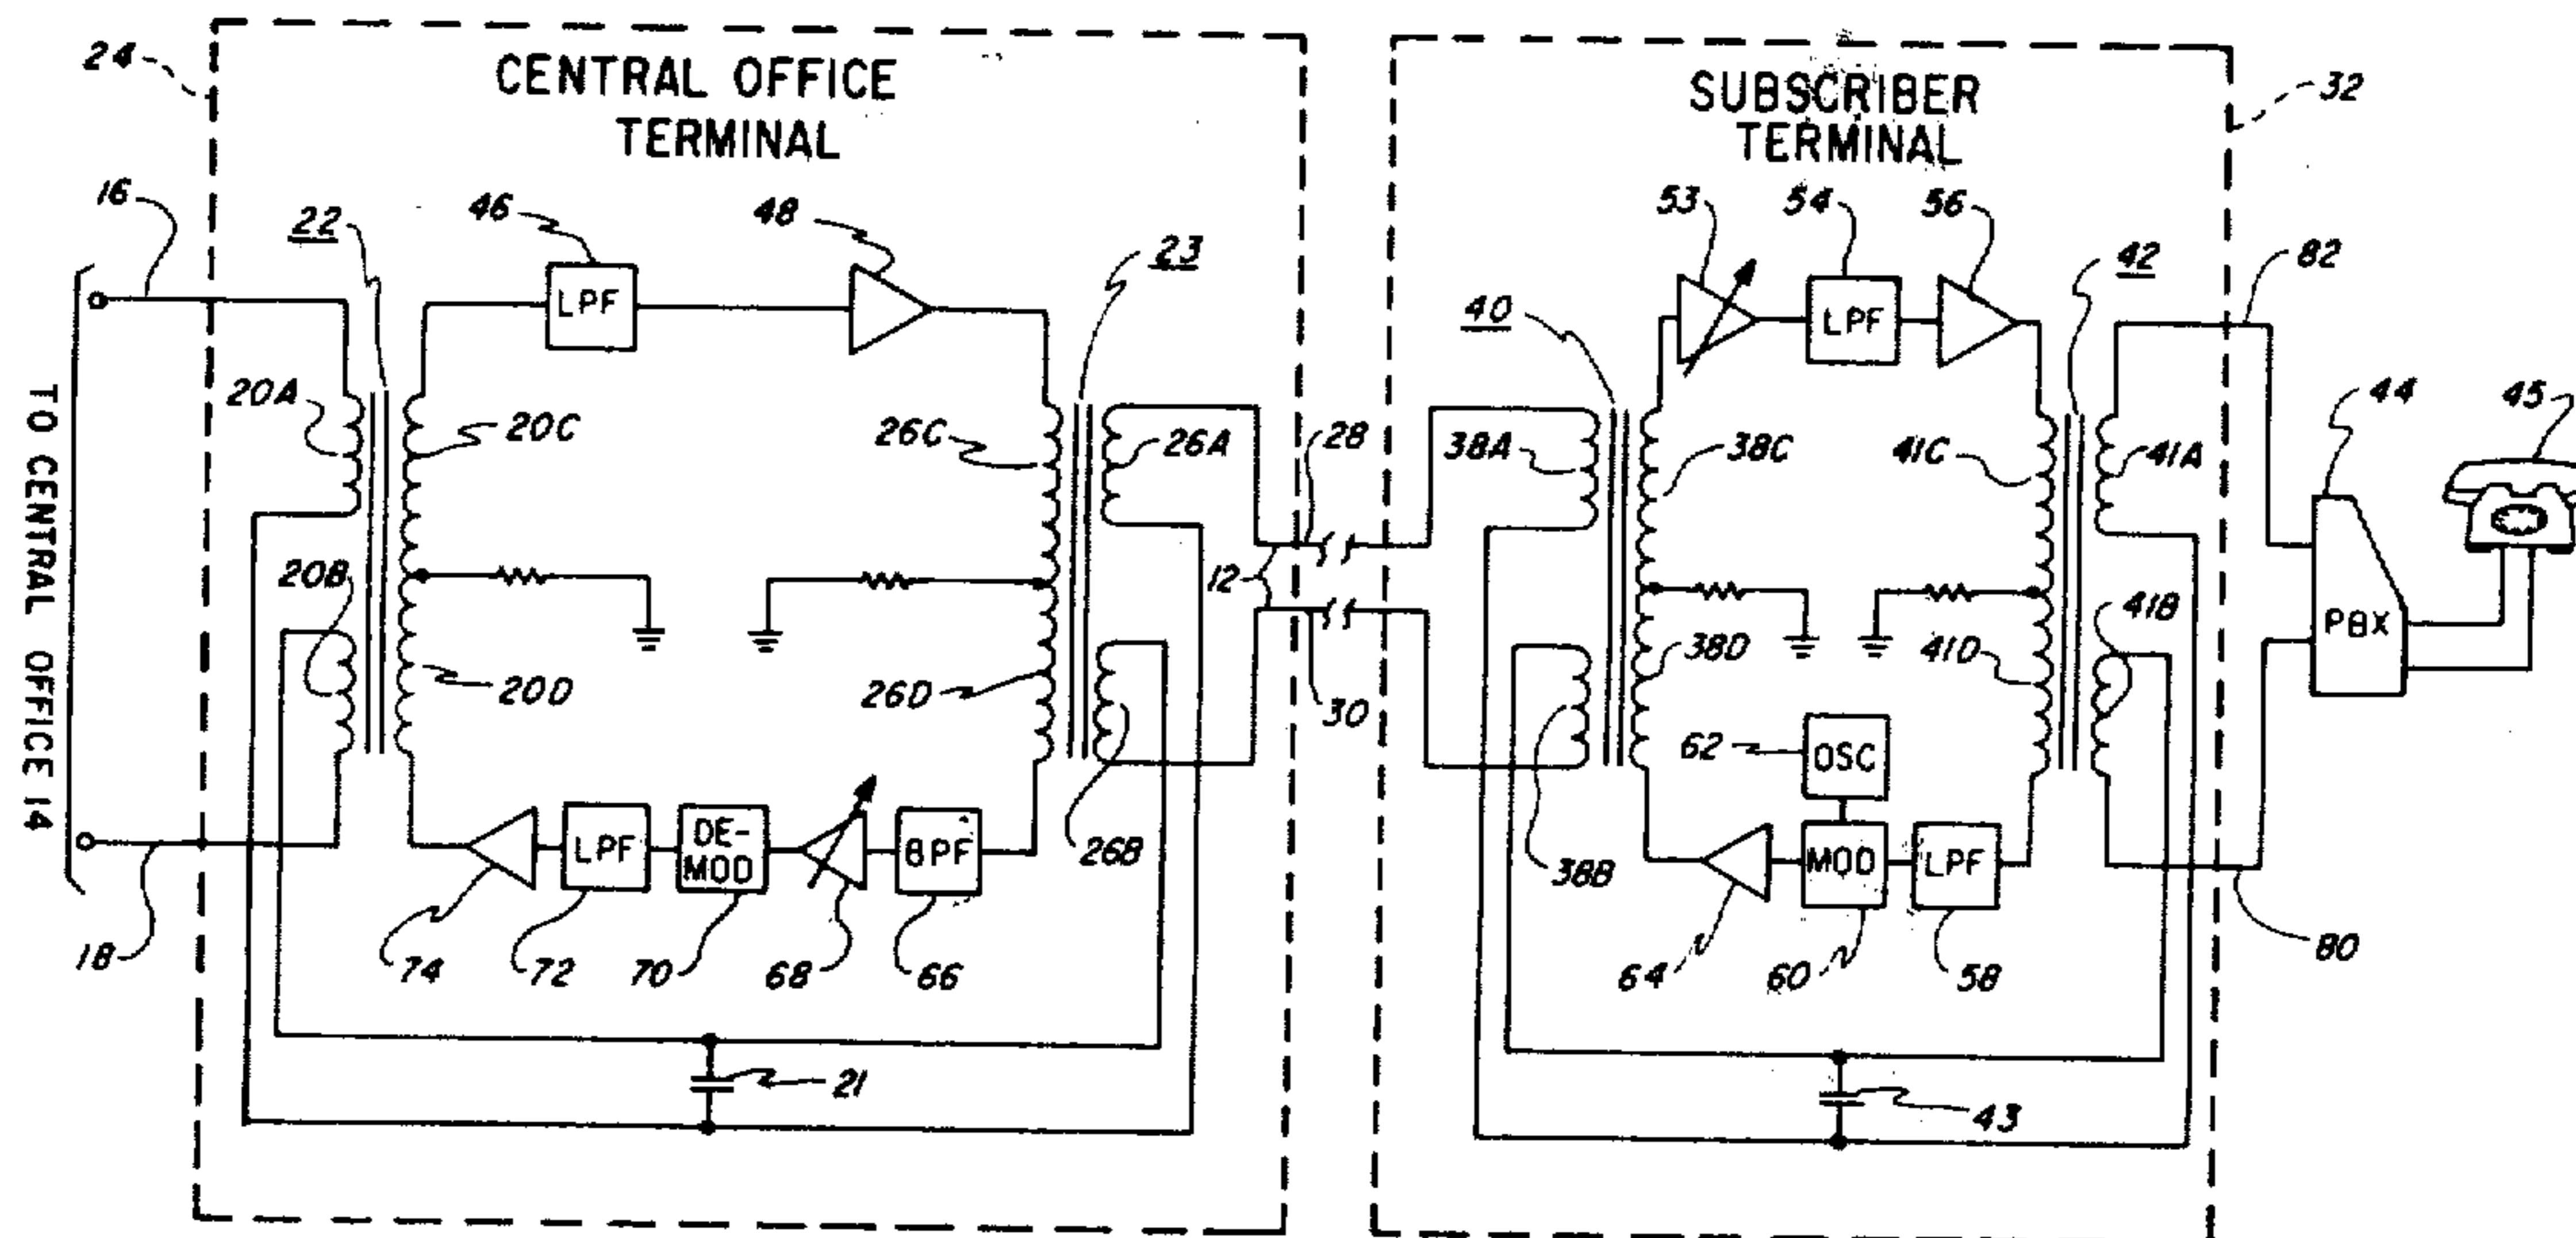 24
CENTRAL OFFICE
TERMINAL
SUBSCRIBER
TERMINAL
32
16
22
46
48
23
53
54
56
42
82
LPF
40
LPF
44
45
20A
20C
26C
26A
28
38A
38C
41C
41A
TO CENTRAL OFFICE 14
20B
12
41B
PBX
20D
26D
30
38D
41D
62
OSC
LPF
DE-
MOD
BPF
26B
38B
MOD
LPF
18
74
72
70
68
66
64
60
58
80
21
43